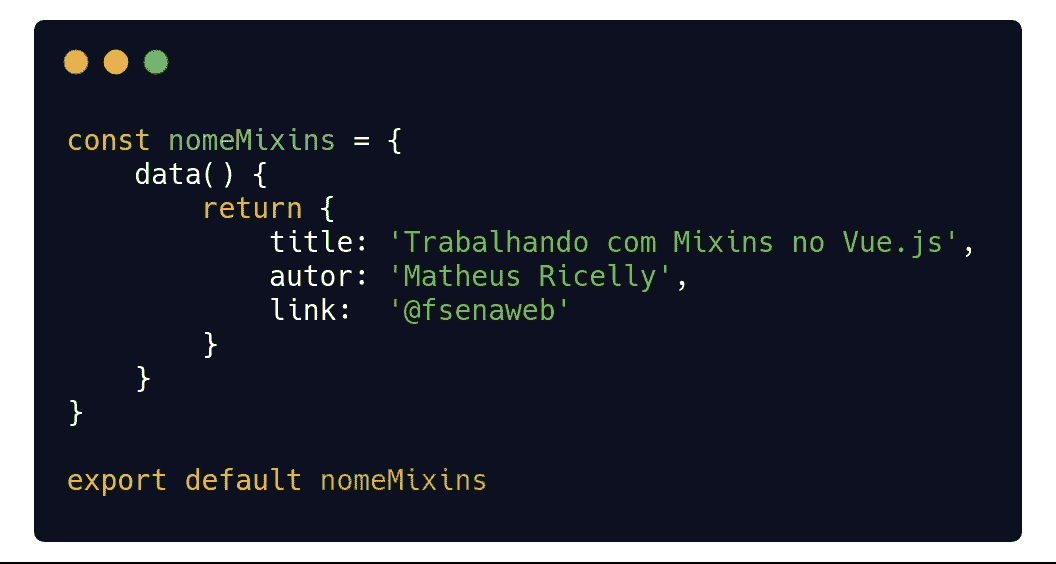 const nomeMixins = {
    data() {
        return {
            title: 'Trabalhando com Mixins no Vue.js',
            autor: 'Matheus Ricelly',
            link:  '@fsenaweb'
        }
    }
}

export default nomeMixins